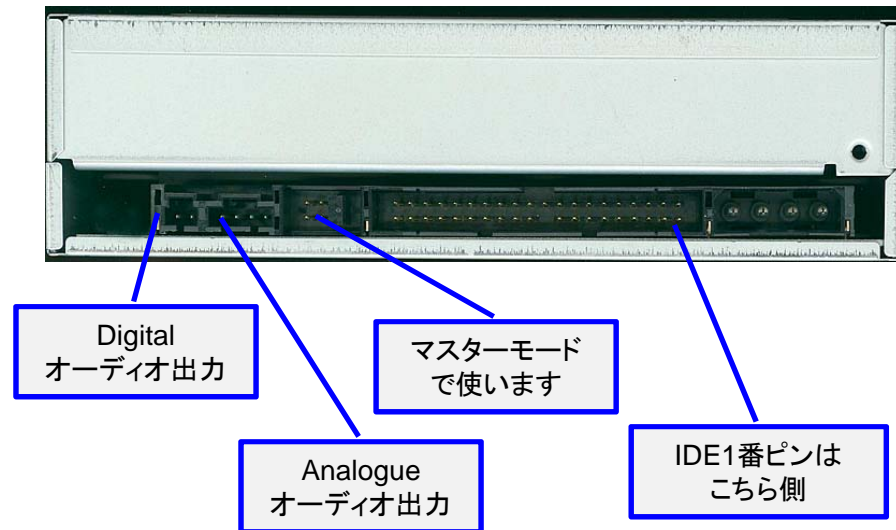 Digital
オーディオ出力
Analogue
オーディオ出力
マスターモード
で使います
IDE1番ピンは
こちら側